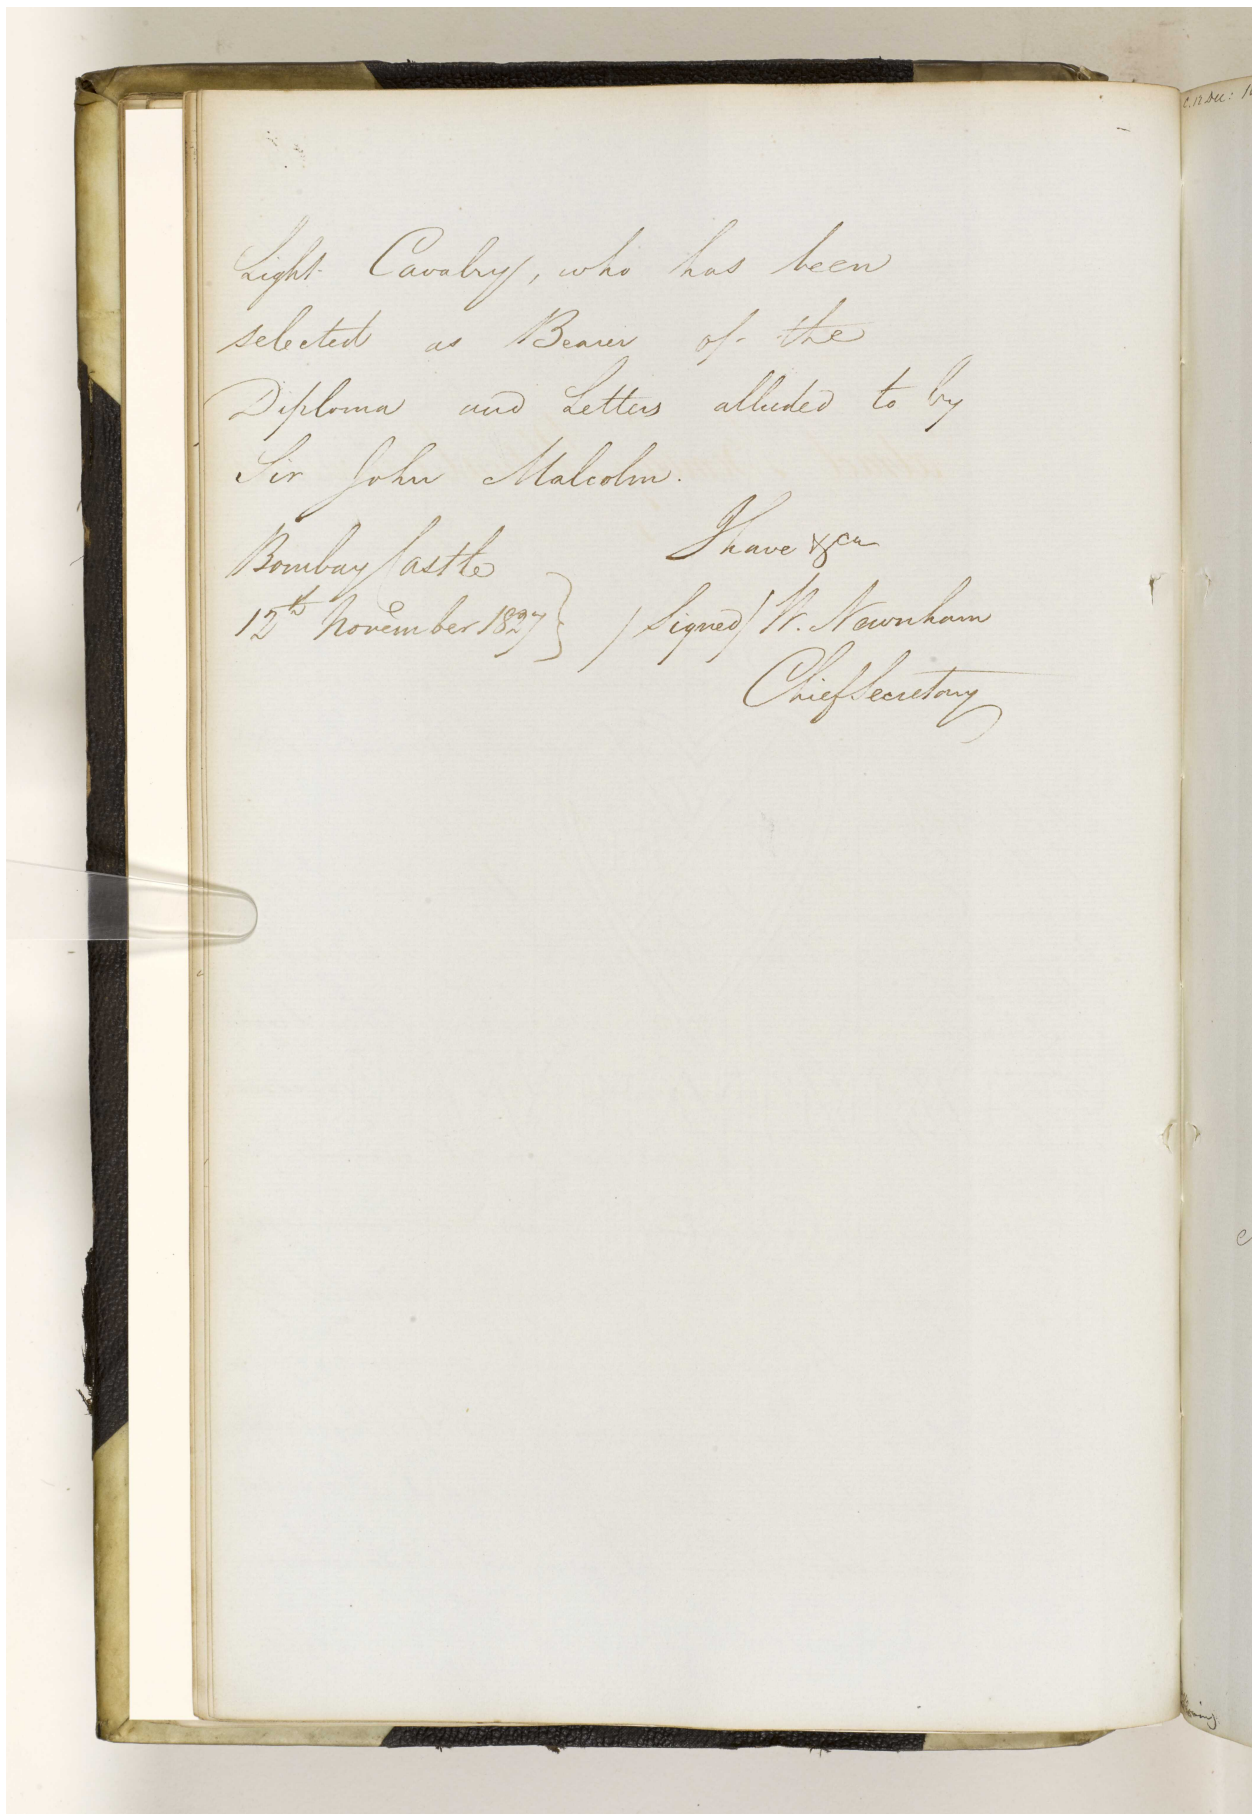 Light Cavalry, who has been
selected as Bearer of the
Diploma and Letters alluded to by
Sir John Malcolm.
I have &ca
Bombay Castle
12th November 1827
/Signed/ W. Newnham
Chief Secretary